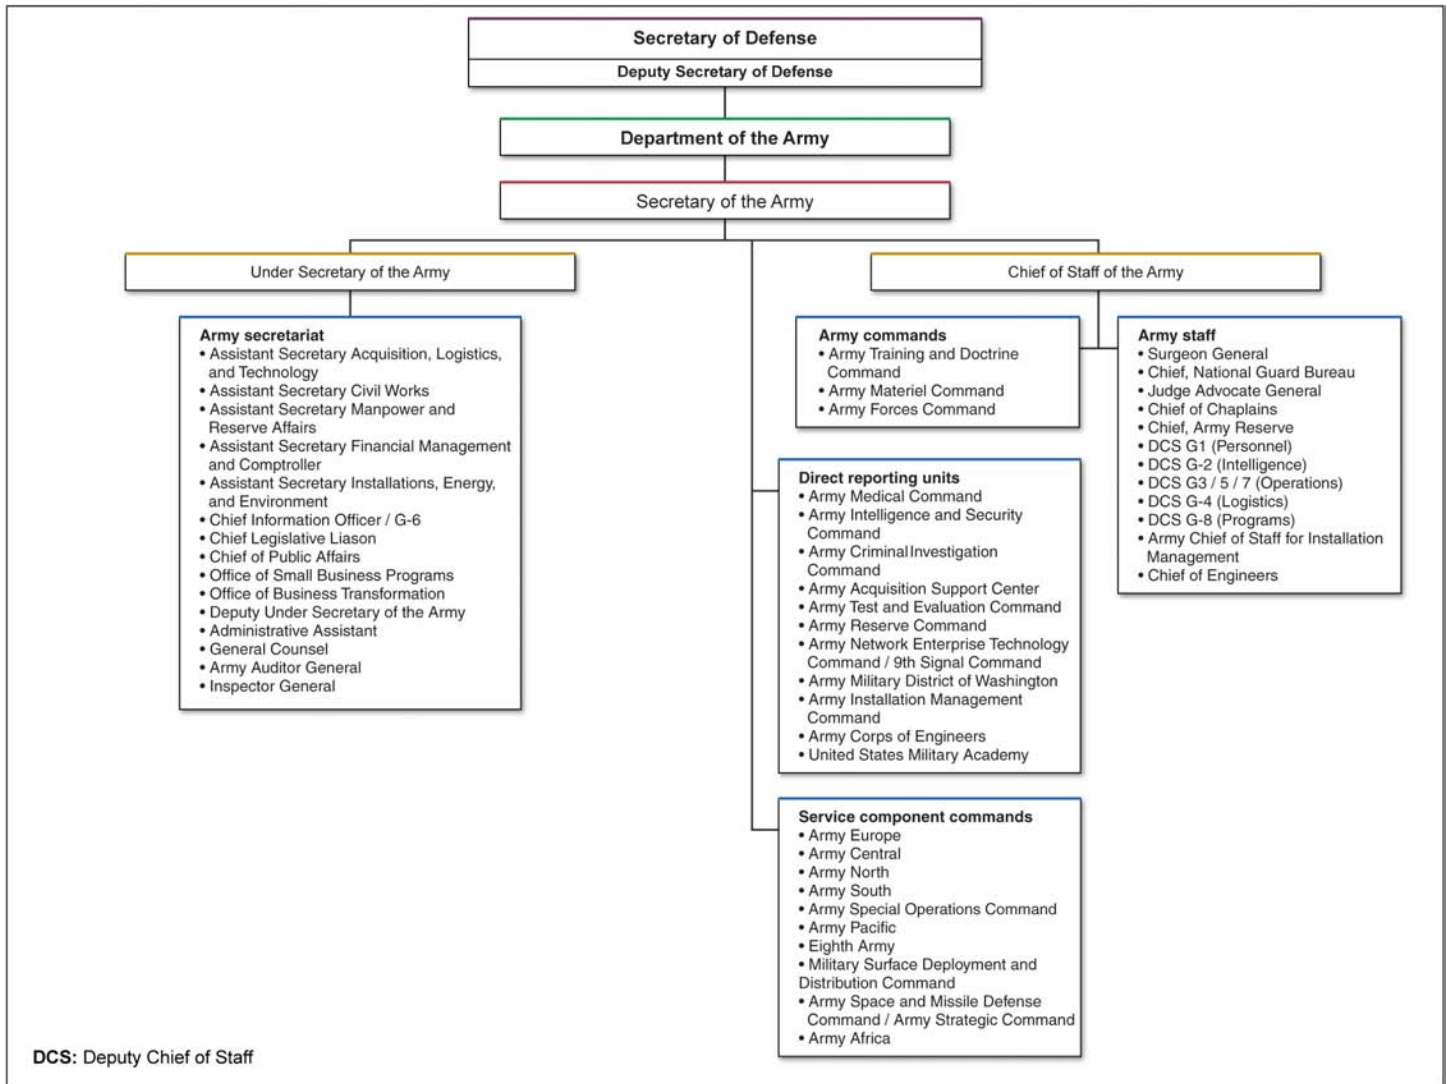 Secretary of Defense
Deputy Secretary of Defense
Department of the Army
Secretary of the Army
Under Secretary of the Army
Chief of Staff of the Army
Army secretariat
• Assistant Secretary Acquisition, Logistics,
and Technology
• Assistant Secretary Civil Works
• Assistant Secretary Manpower and
Reserve Affairs
• Assistant Secretary Financial Management
and Comptroller
• Assistant Secretary Installations, Energy,
and Environment
• Chief Information Officer / G-6
• Chief Legislative Liason
• Chief of Public Affairs
• Office of Small Business Programs
• Office of Business Transformation
• Deputy Under Secretary of the Army
• Administrative Assistant
• General Counsel
• Army Auditor General
• Inspector General
Army commands
• Army Training and Doctrine
Command
• Army Materiel Command
• Army Forces Command
Army staff
• Surgeon General
• Chief, National Guard Bureau
• Judge Advocate General
• Chief of Chaplains
• Chief, Army Reserve
• DCS G1 (Personnel)
• DCS G-2 (Intelligence)
• DCS G3 / 5 / 7 (Operations)
• DCS G-4 (Logistics)
• DCS G-8 (Programs)
• Army Chief of Staff for Installation
Management
• Chief of Engineers
Direct reporting units
• Army Medical Command
• Army Intelligence and Security
Command
• Army Criminal Investigation
Command
• Army Acquisition Support Center
• Army Test and Evaluation Command
• Army Reserve Command
• Army Network Enterprise Technology
Command / 9th Signal Command
• Army Military District of Washington
• Army Installation Management
Command
• Army Corps of Engineers
• United States Military Academy
Service component commands
• Army Europe
• Army Central
• Army North
• Army South
• Army Special Operations Command
• Army Pacific
• Eighth Army
• Military Surface Deployment and
Distribution Command
• Army Space and Missile Defense
Command / Army Strategic Command
• Army Africa
DCS: Deputy Chief of Staff